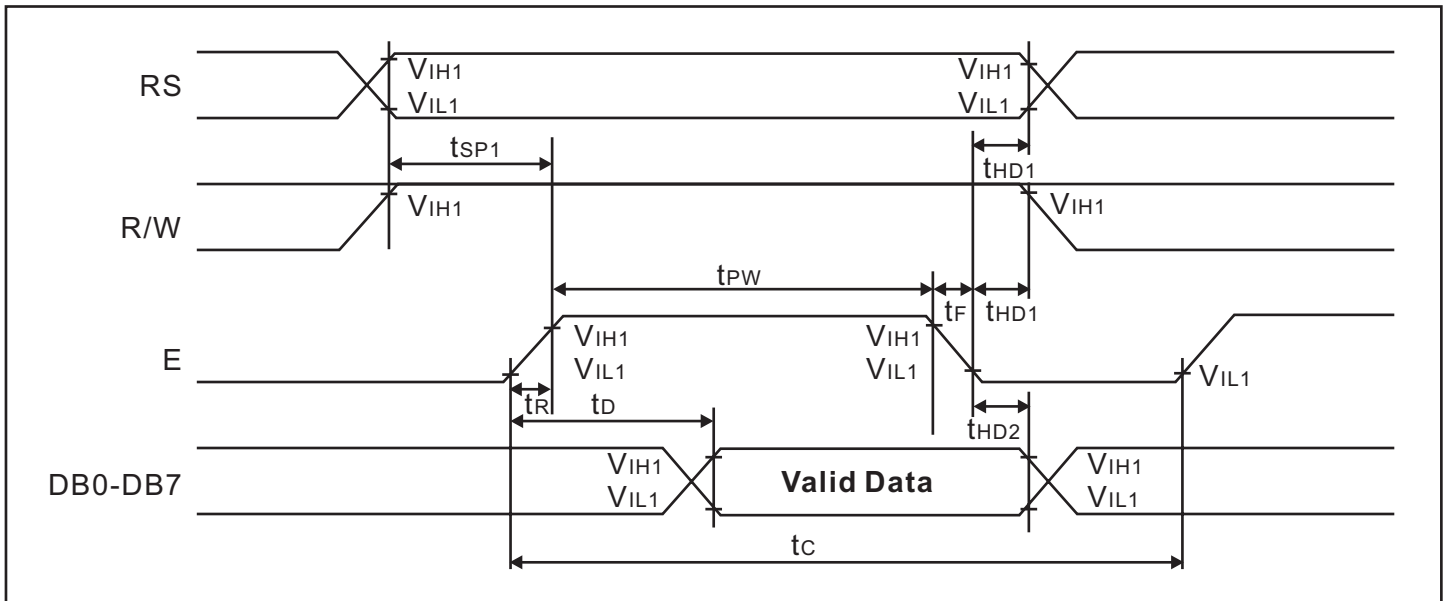 RS
VIH1
VIL1
VIH1
VIL1
tSP1
tHD1
R/W
VIH1
VIH1
tPW
tF
tHD1
E
VIH1
VIL1
VIH1
VIL1
VIL1
tR
tD
tHD2
DB0-DB7
VIH1
VIL1
Valid Data
VIH1
VIL1
tC